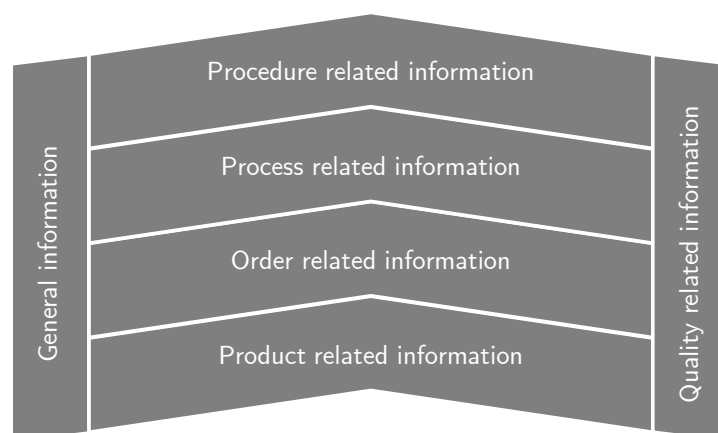 Procedure related information
Process related information
Order related information
Product related information
General information
Quality related information